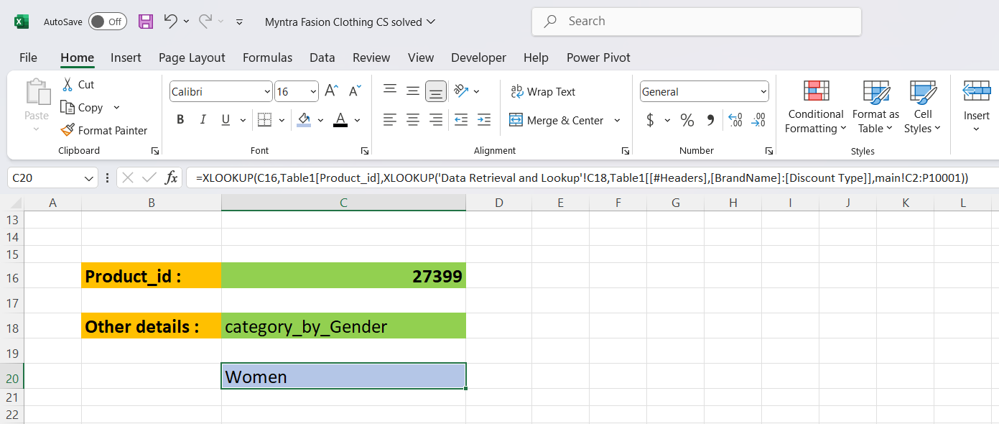 AutoSave Off Myntra Fasion Clothing CS solved Search
File Home Insert Page Layout Formulas Data Review View Developer Help Power Pivot
Paste
Cut
Copy
Format Painter
Clipboard
Calibri 16 A^ A
B I U A
Font
ab Wrap Text
Merge & Center
Alignment
General
$ % , .00 .00
Number
Conditional Formatting
Format as Table
Cell Styles
Styles
Insert
C20 fx =XLOOKUP(C16,Table1[Product_id],XLOOKUP('Data Retrieval and Lookup'!C18,Table1[[#Headers],[BrandName]:[Discount Type]],main!C2:P10001))
A B C D E F G H I J K L
13
14
15
16 Product_id : 27399
17
18 Other details : category_by_Gender
19
20 Women
21
22